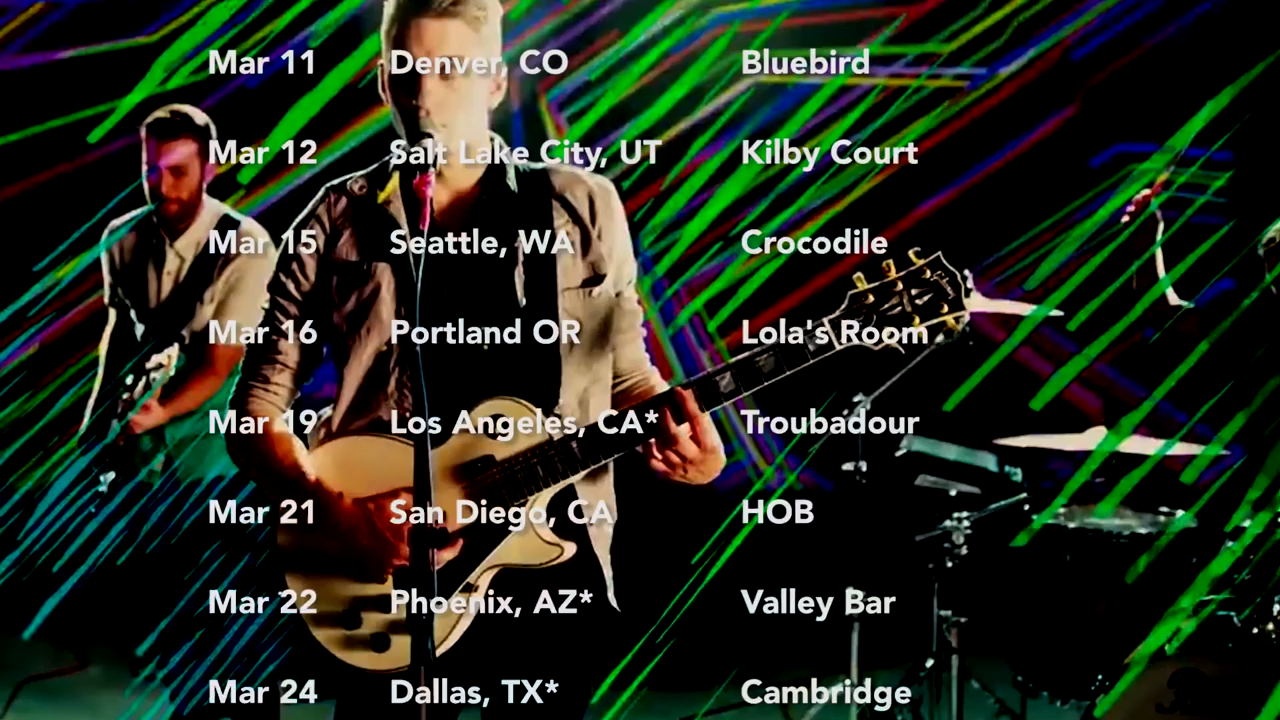 Mar 11 Denver, CO Bluebird
Mar 12 Salt Lake City, UT Kilby Court
Mar 15 Seattle, WA Crocodile
Mar 16 Portland OR Lola's Room
Mar 19 Los Angeles, CA* Troubadour
Mar 21 San Diego, CA HOB
Mar 22 Phoenix, AZ* Valley Bar
Mar 24 Dallas, TX* Cambridge